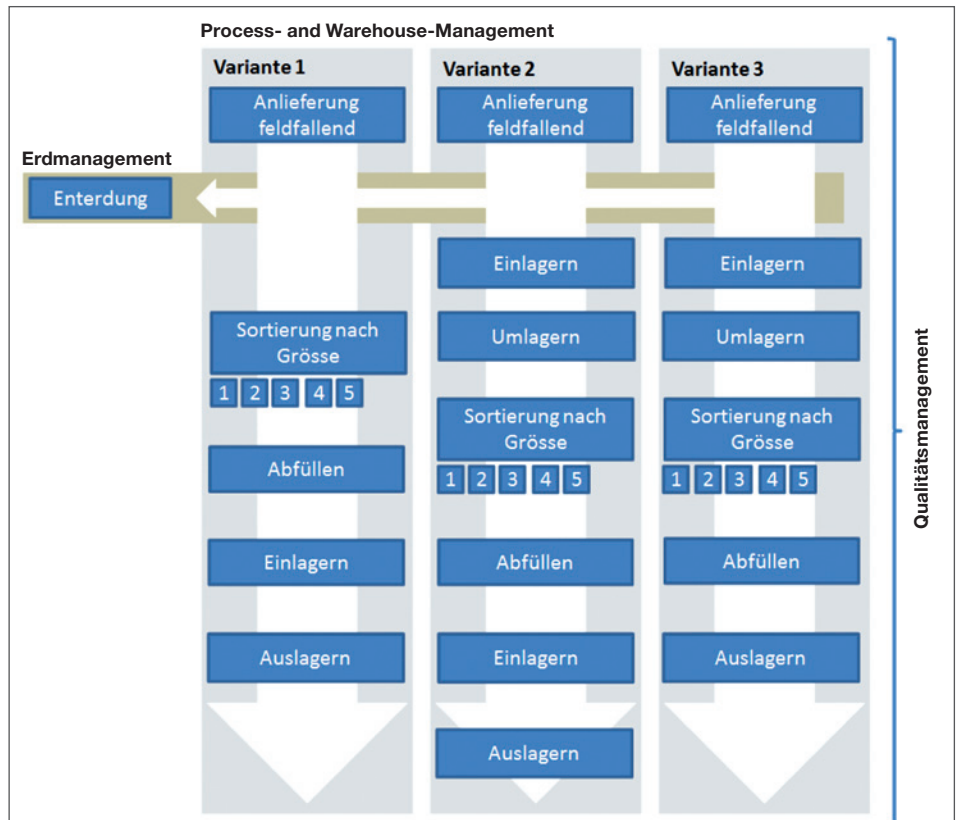 Process- and Warehouse-Management
Variante 1
Anlieferung
feldfallend
Sortierung nach
Grösse
1 2 3 4 5
Abfüllen
Einlagern
Auslagern
Variante 2
Anlieferung
feldfallend
Einlagern
Umlagern
Sortierung nach
Grösse
1 2 3 4 5
Abfüllen
Einlagern
Auslagern
Variante 3
Anlieferung
feldfallend
Einlagern
Umlagern
Sortierung nach
Grösse
1 2 3 4 5
Abfüllen
Auslagern
Erdmanagement
Enterdung
Qualitätsmanagement